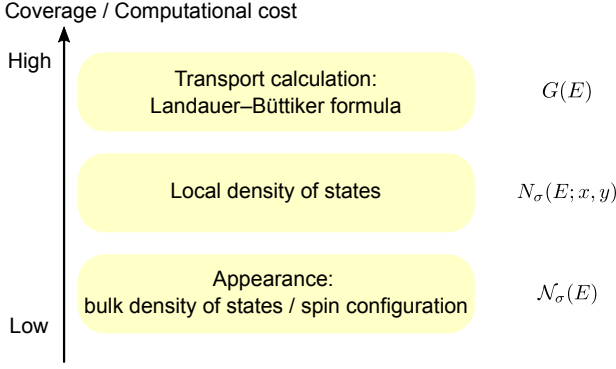 Coverage / Computational cost
High
Transport calculation:
Landauer–Büttiker formula
G(E)
Local density of states
N_σ(E; x, y)
Appearance:
bulk density of states / spin configuration
𝒩_σ(E)
Low